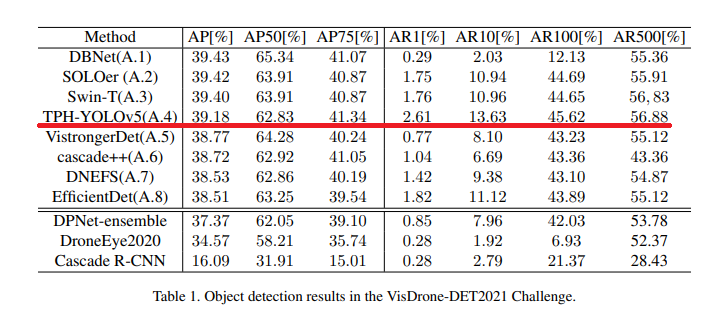 Method AP[%] AP50[%] AP75[%] AR1[%] AR10[%] AR100[%] AR500[%]
DBNet(A.1) 39.43 65.34 41.07 0.29 2.03 12.13 55.36
SOLOer (A.2) 39.42 63.91 40.87 1.75 10.94 44.69 55.91
Swin-T(A.3) 39.40 63.91 40.87 1.76 10.96 44.65 56, 83
TPH-YOLOv5(A.4) 39.18 62.83 41.34 2.61 13.63 45.62 56.88
VistrongerDet(A.5) 38.77 64.28 40.24 0.77 8.10 43.23 55.12
cascade++(A.6) 38.72 62.92 41.05 1.04 6.69 43.36 43.36
DNEFS(A.7) 38.53 62.86 40.19 1.42 9.38 43.10 54.87
EfficientDet(A.8) 38.51 63.25 39.54 1.82 11.12 43.89 55.12
DPNet-ensemble 37.37 62.05 39.10 0.85 7.96 42.03 53.78
DroneEye2020 34.57 58.21 35.74 0.28 1.92 6.93 52.37
Cascade R-CNN 16.09 31.91 15.01 0.28 2.79 21.37 28.43
Table 1. Object detection results in the VisDrone-DET2021 Challenge.